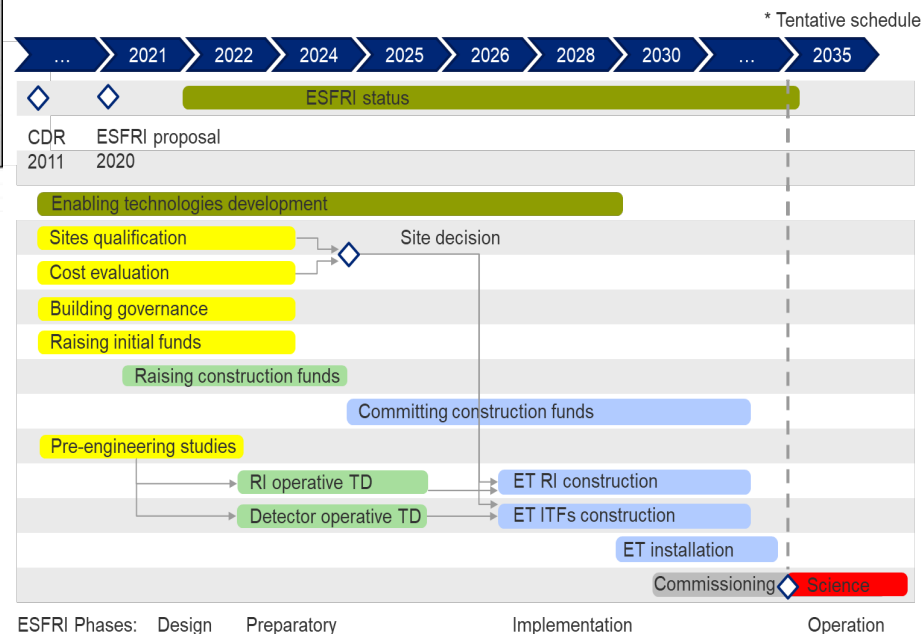 * Tentative schedule
... 2021 2022 2024 2025 2026 2028 2030 ... 2035
ESFRI status
CDR ESFRI proposal
2011 2020
Enabling technologies development
Sites qualification Site decision
Cost evaluation
Building governance
Raising initial funds
Raising construction funds
Committing construction funds
Pre-engineering studies
RI operative TD ET RI construction
Detector operative TD ET ITFs construction
ET installation
Commissioning Science
ESFRI Phases: Design Preparatory Implementation Operation